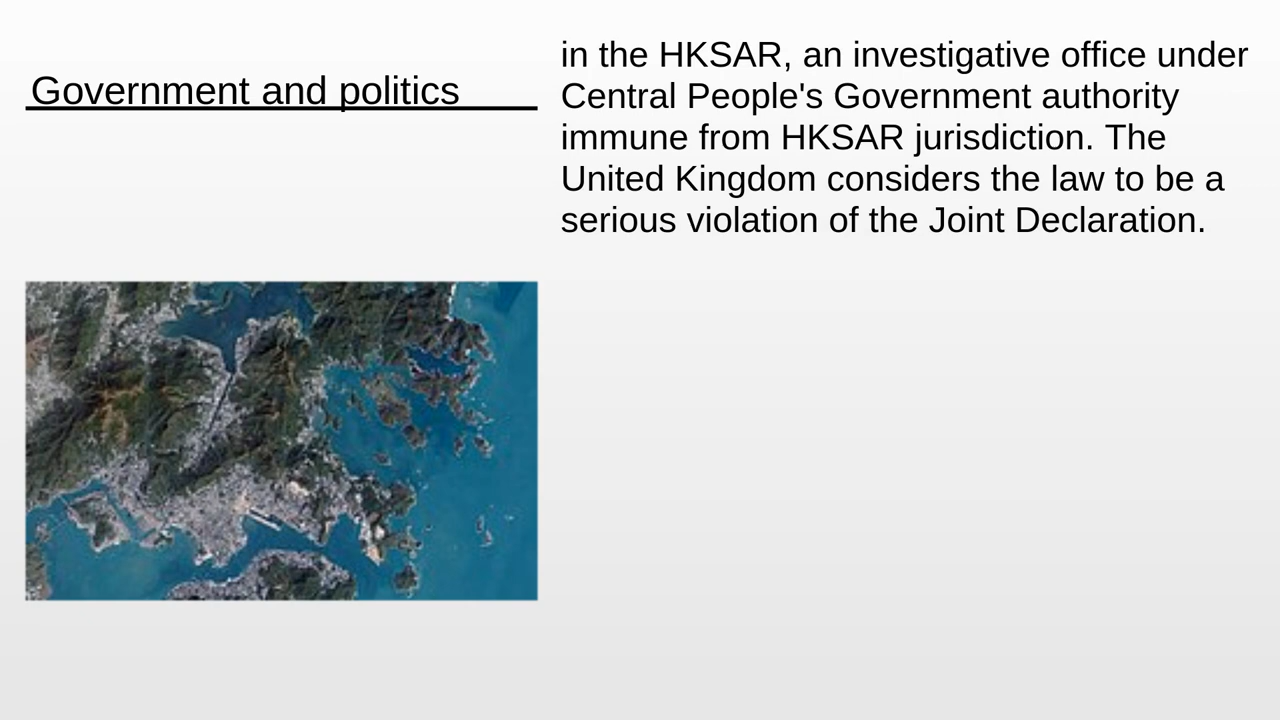 Government and politics
in the HKSAR, an investigative office under
Central People's Government authority
immune from HKSAR jurisdiction. The
United Kingdom considers the law to be a
serious violation of the Joint Declaration.